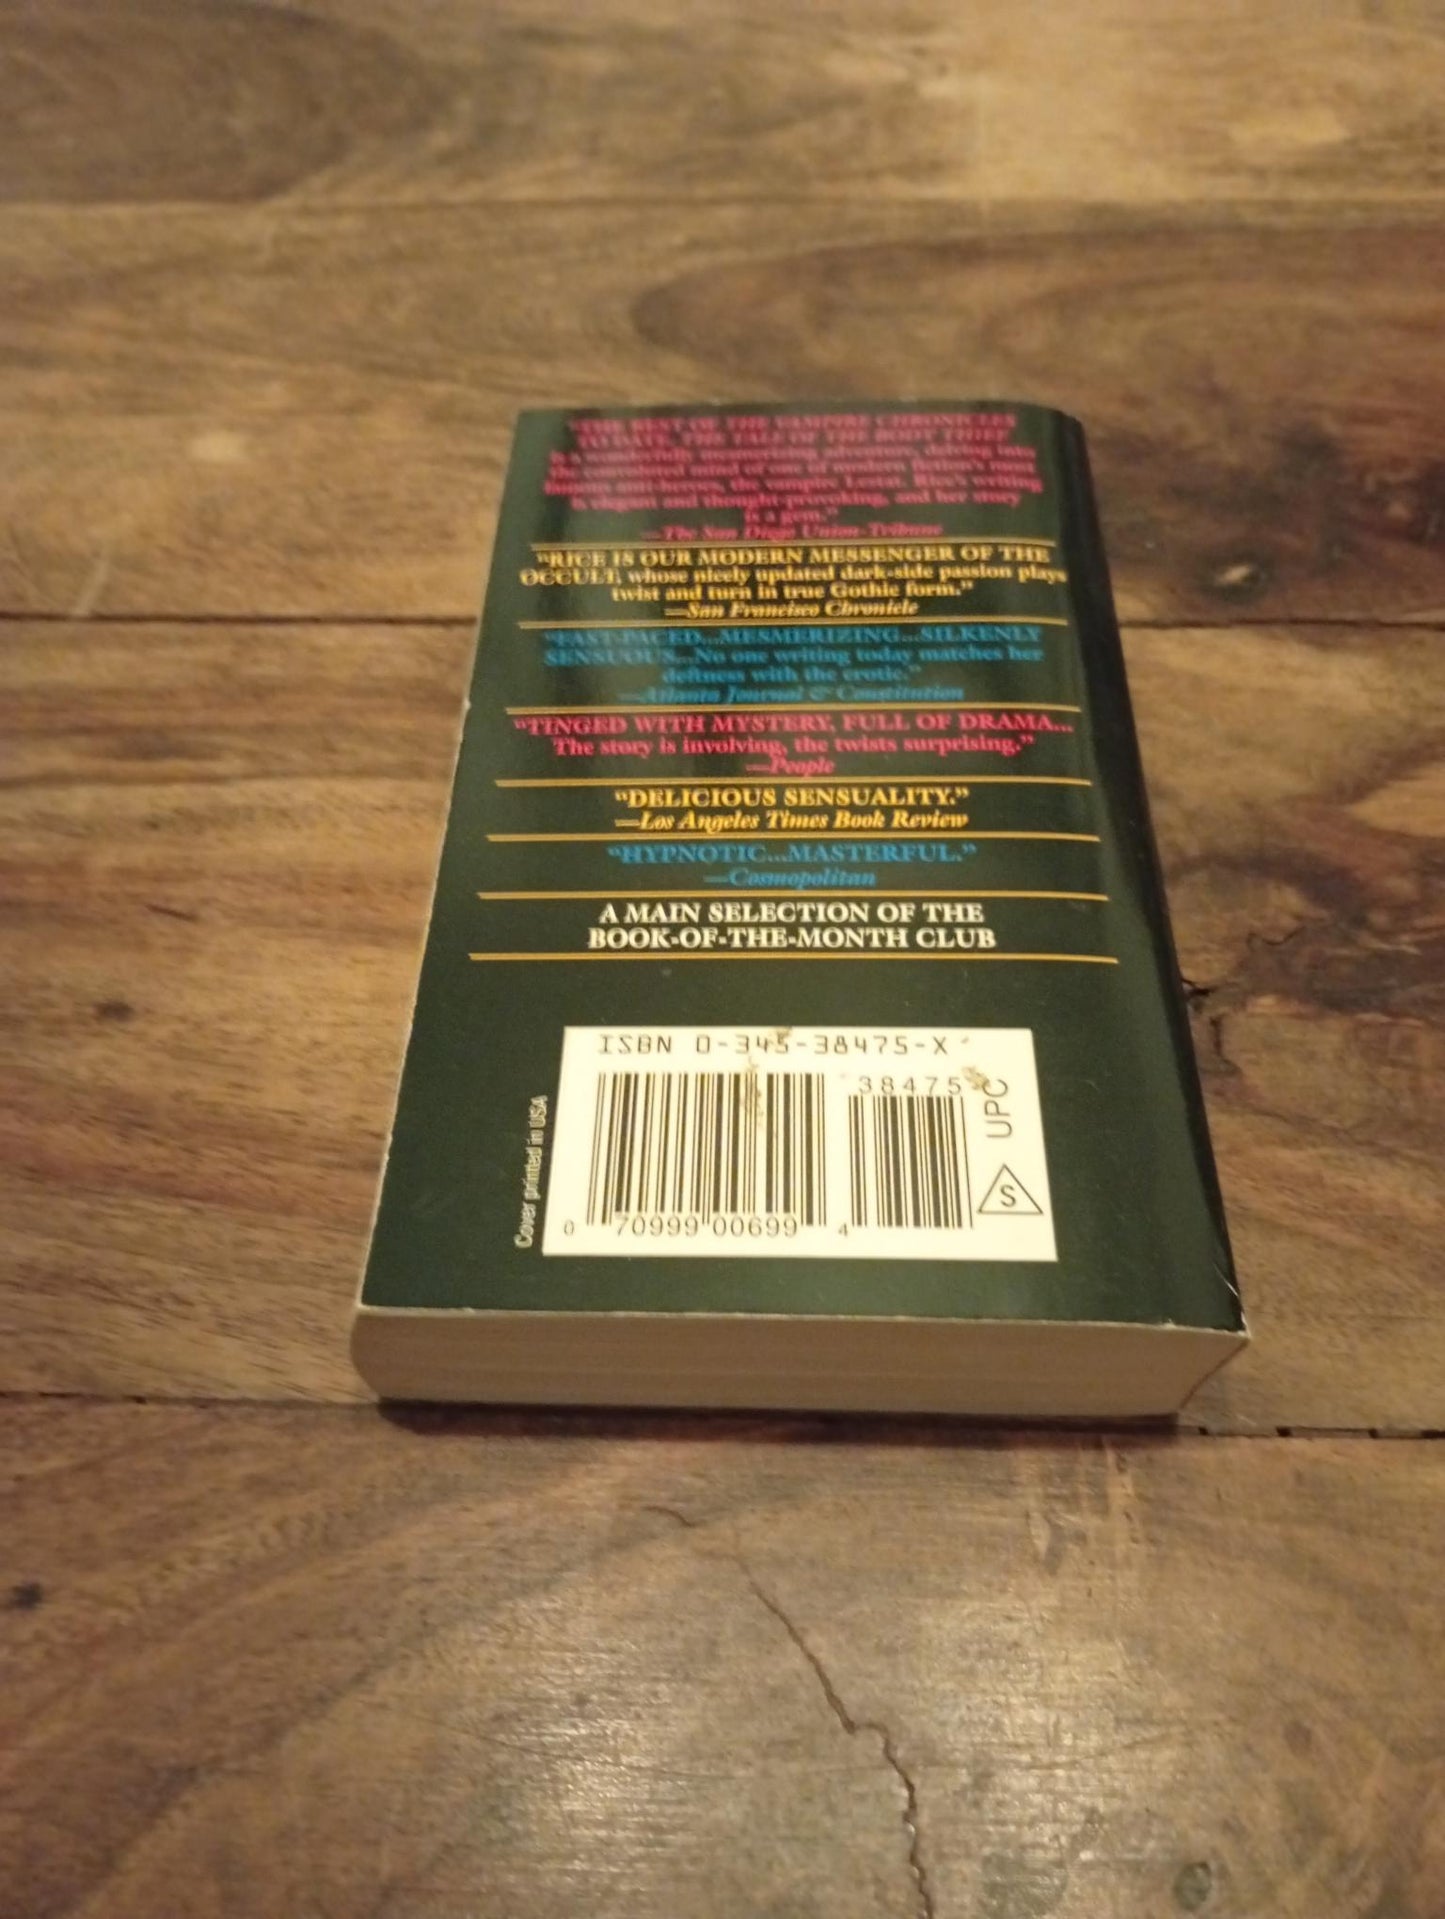 "THE BEST OF THE VAMPIRE CHRONICLES
TO DATE, THE TALE OF THE BODY THIEF
is a wonderfully mesmerizing adventure, delving into
the convoluted mind of one of modern fiction's most
famous anti-heroes, the vampire Lestat. Rice's writing
is elegant and thought-provoking, and her story
is a gem."
—The San Diego Union-Tribune
"RICE IS OUR MODERN MESSENGER OF THE
OCCULT, whose nicely updated dark-side passion plays
twist and turn in true Gothic form."
—San Francisco Chronicle
"FAST-PACED...MESMERIZING...SILKENLY
SENSUOUS...No one writing today matches her
deftness with the erotic."
—Atlanta Journal & Constitution
"TINGED WITH MYSTERY, FULL OF DRAMA...
The story is involving, the twists surprising."
—People
"DELICIOUS SENSUALITY."
—Los Angeles Times Book Review
"HYPNOTIC...MASTERFUL."
—Cosmopolitan
A MAIN SELECTION OF THE
BOOK-OF-THE-MONTH CLUB
ISBN 0-345-38475-X
38475
UPC
S
0 70999 00699 4
Cover printed in USA